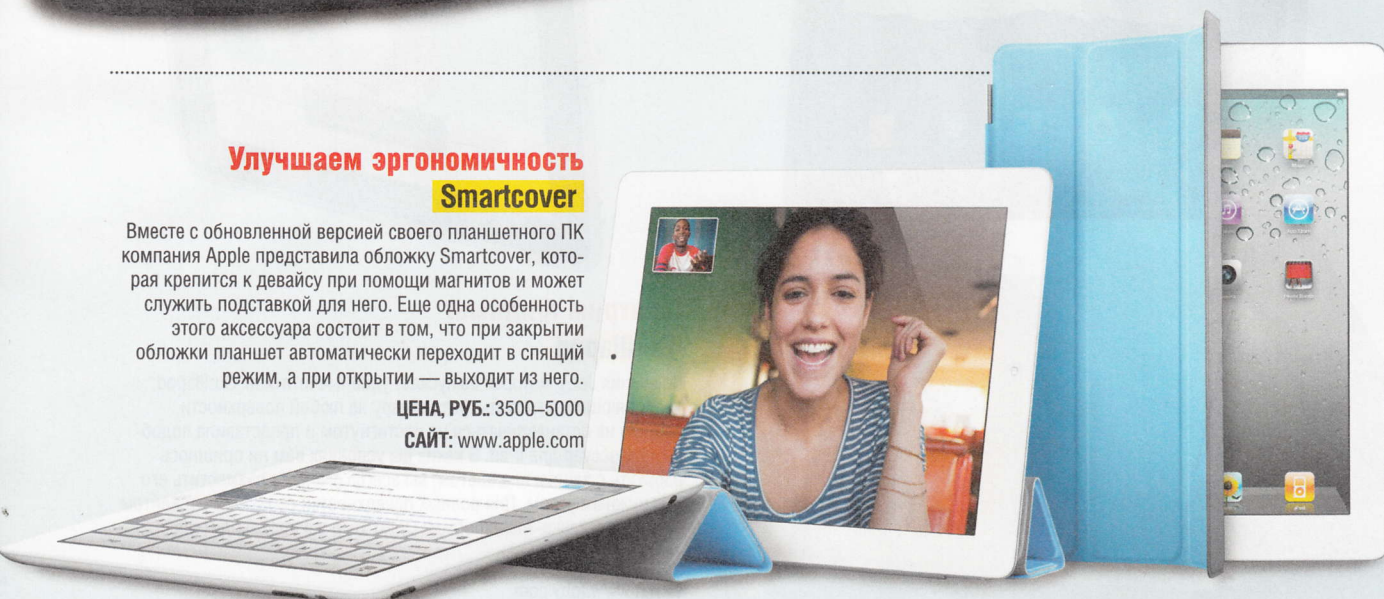 Улучшаем эргономичность
Smartcover
Вместе с обновленной версией своего планшетного ПК
компания Apple представила обложку Smartcover, кото-
рая крепится к девайсу при помощи магнитов и может
служить подставкой для него. Еще одна особенность
этого аксессуара состоит в том, что при закрытии
обложки планшет автоматически переходит в спящий
режим, а при открытии — выходит из него.
ЦЕНА, РУБ.: 3500–5000
САЙТ: www.apple.com